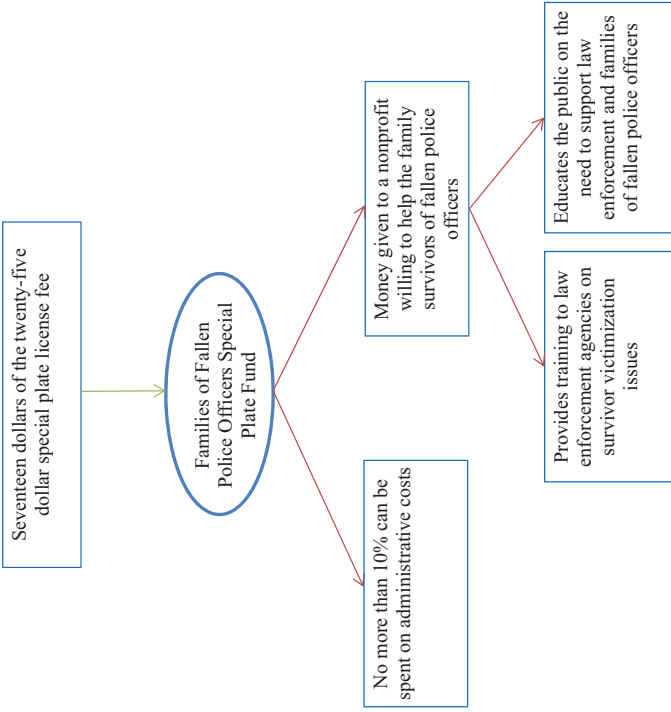 Seventeen dollars of the twenty-five
dollar special plate license fee
Families of Fallen
Police Officers Special
Plate Fund
No more than 10% can be
spent on administrative costs
Money given to a nonprofit
willing to help the family
survivors of fallen police
officers
Provides training to law
enforcement agencies on
survivor victimization
issues
Educates the public on the
need to support law
enforcement and families
of fallen police officers